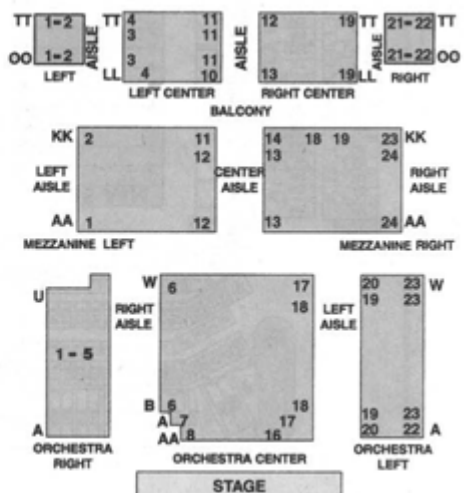 TT 1-2 4 11 12 19 TT 21-22 TT
AISLE 3 11 AISLE AISLE
OO 1-2 3 11 21-22 OO
LEFT LL 4 10 13 19 LL RIGHT
LEFT CENTER RIGHT CENTER
BALCONY
KK 2 11 14 18 19 23 KK
12 13 24
LEFT AISLE CENTER AISLE RIGHT AISLE
AA 1 12 13 24 AA
MEZZANINE LEFT MEZZANINE RIGHT
W 6 17 20 23 W
U RIGHT AISLE 18 LEFT AISLE 19 23
1-5
B 6 18 19 23
A A 7 17 20 22 A
AA 8 16
ORCHESTRA RIGHT ORCHESTRA CENTER ORCHESTRA LEFT
STAGE